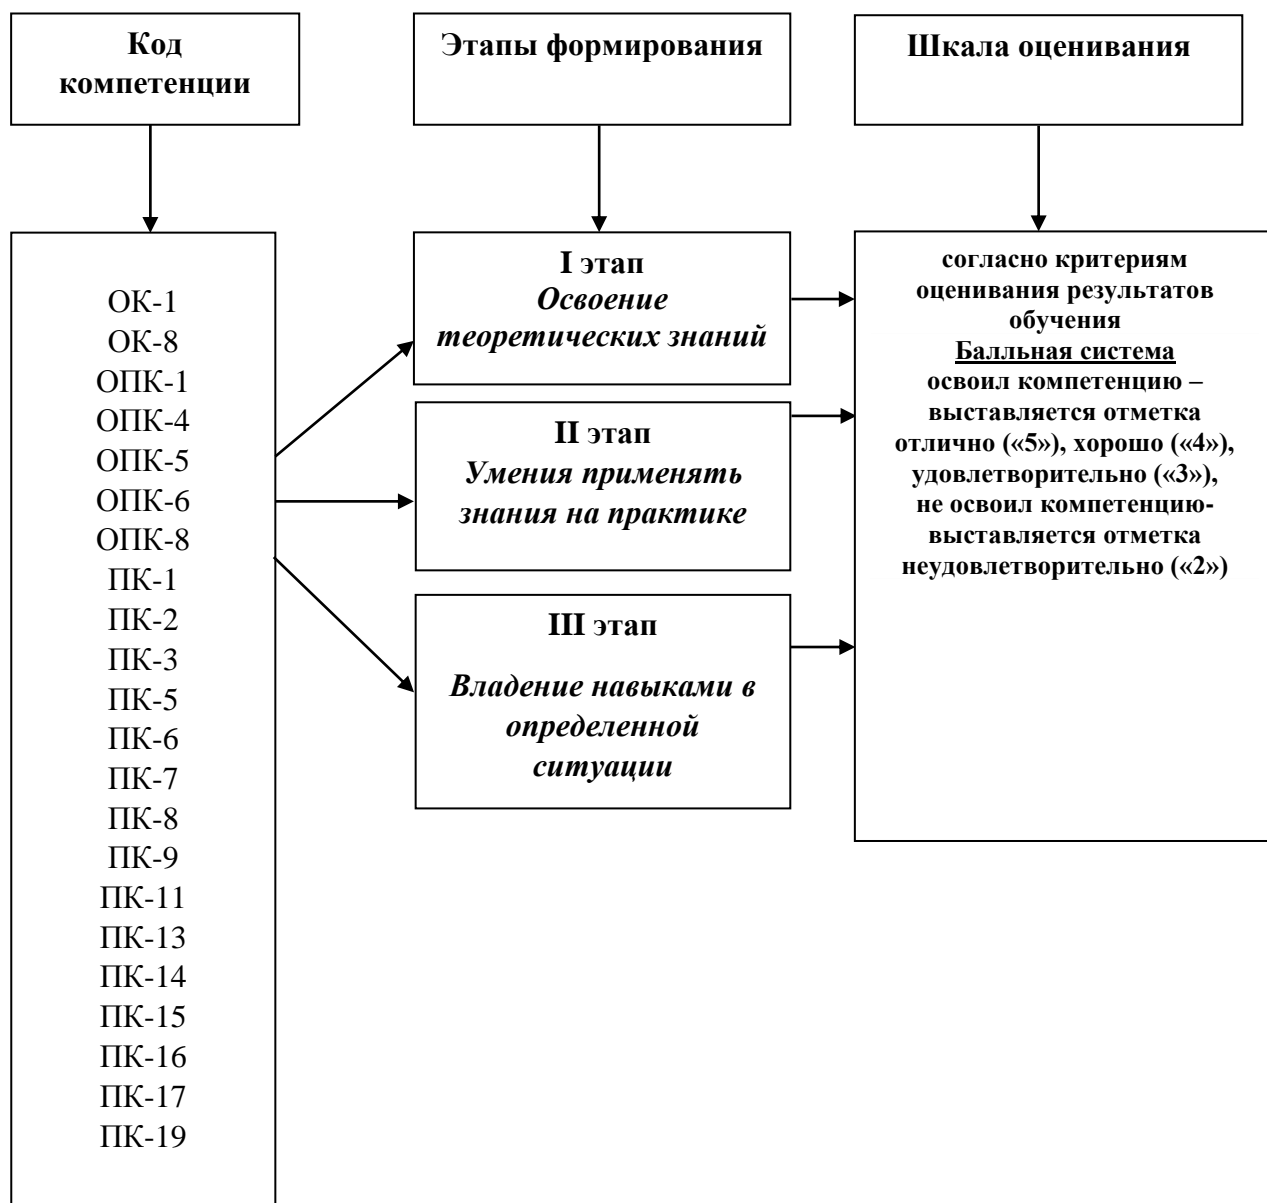 Код
компетенции
Этапы формирования
Шкала оценивания
ОК-1
ОК-8
ОПК-1
ОПК-4
ОПК-5
ОПК-6
ОПК-8
ПК-1
ПК-2
ПК-3
ПК-5
ПК-6
ПК-7
ПК-8
ПК-9
ПК-11
ПК-13
ПК-14
ПК-15
ПК-16
ПК-17
ПК-19
I этап
Освоение
теоретических знаний
II этап
Умения применять
знания на практике
III этап
Владение навыками в
определенной
ситуации
согласно критериям
оценивания результатов
обучения
Балльная система
освоил компетенцию –
выставляется отметка
отлично («5»), хорошо («4»),
удовлетворительно («3»),
не освоил компетенцию-
выставляется отметка
неудовлетворительно («2»)